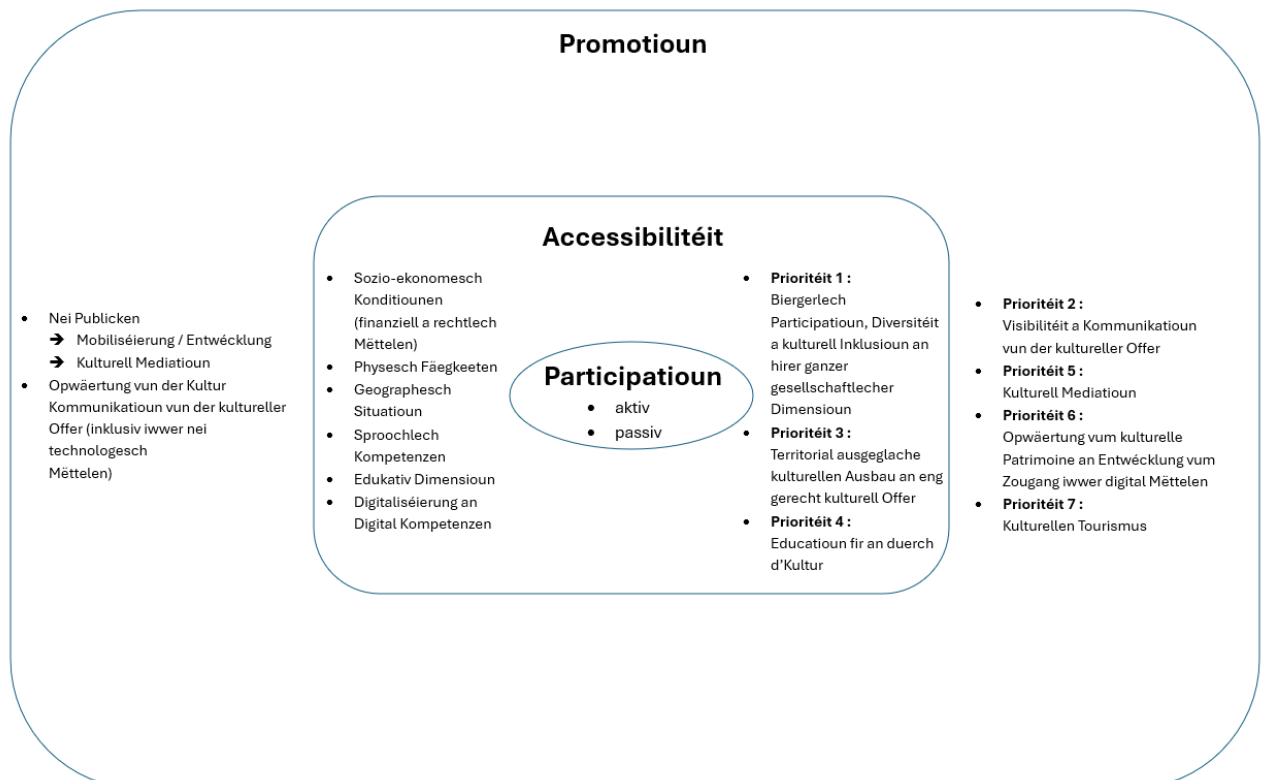 Promotioun
Nei Publicken
Mobiliséierung / Entwécklung
Kulturell Mediatioun
Opwäertung vun der Kultur
Kommunikatioun vun der kultureller
Offer (inklusiv iwwer nei
technologesch
Mëttelen)
Accessibilitéit
Sozio-ekonomesch
Konditiounen
(finanziell a rechtlech
Mëttelen)
Physesch Fäegkeeten
Geographesch
Situatioun
Sproochlech
Kompetenzen
Edukativ Dimensioun
Digitaliséierung an
Digital Kompetenzen
Participatioun
aktiv
passiv
Prioritéit 1 :
Biergerlech
Participatioun, Diversitéit
a kulturell Inklusioun an
hirer ganzer
gesellschaftlecher
Dimensioun
Prioritéit 3 :
Territorial ausgeglache
kulturellen Ausbau an eng
gerecht kulturell Offer
Prioritéit 4 :
Educatioun fir an duerch
d'Kultur
Prioritéit 2 :
Visibilitéit a Kommunikatioun
vun der kultureller Offer
Prioritéit 5 :
Kulturell Mediatioun
Prioritéit 6 :
Opwäertung vum kulturelle
Patrimoine an Entwécklung vum
Zougang iwwer digital Mëttelen
Prioritéit 7 :
Kulturellen Tourismus